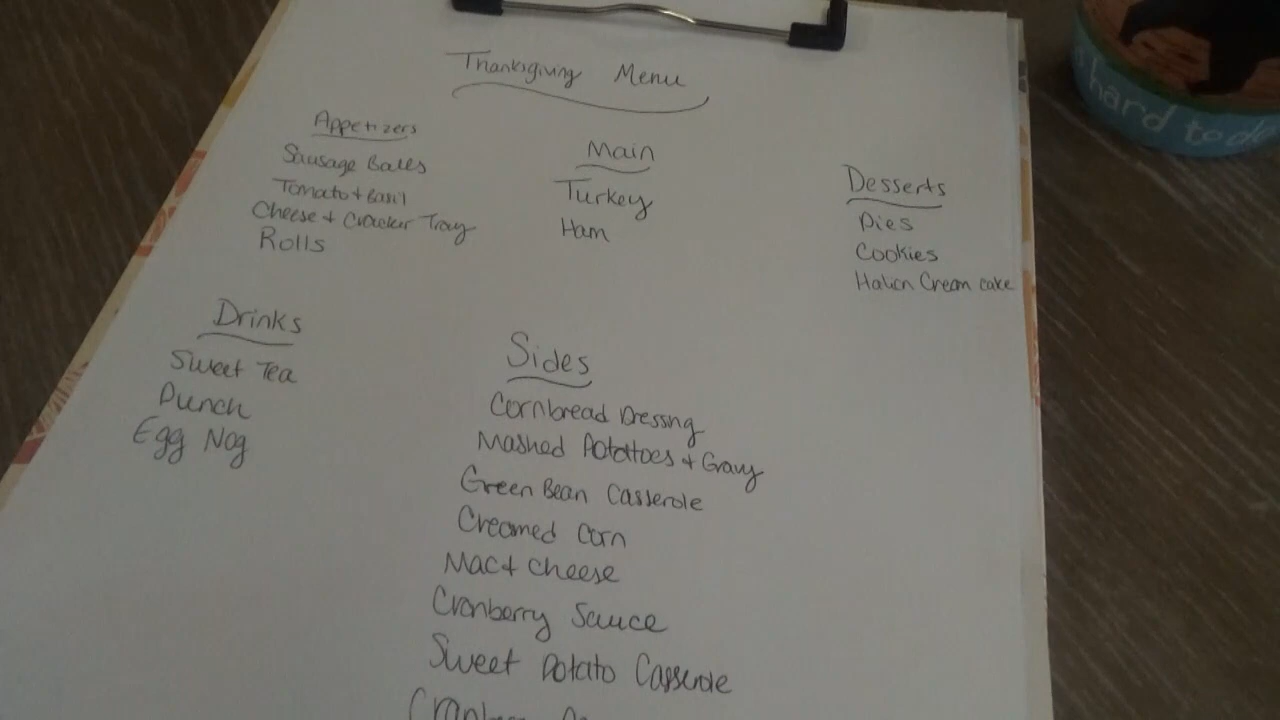 Thanksgiving Menu
Appetizers
Sausage Balls
Tomato + Basil
Cheese + Cracker Tray
Rolls
Main
Turkey
Ham
Desserts
Pies
Cookies
Italian Cream cake
Drinks
Sweet Tea
Punch
Egg Nog
Sides
Cornbread Dressing
Mashed Potatoes + Gravy
Green Bean Casserole
Creamed Corn
Mac + Cheese
Cranberry Sauce
Sweet Potato Casserole
hard to